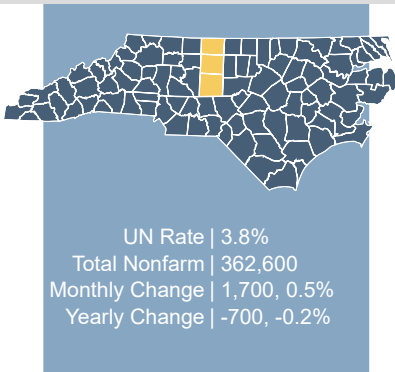 UN Rate | 3.8%
Total Nonfarm | 362,600
Monthly Change | 1,700, 0.5%
Yearly Change | -700, -0.2%